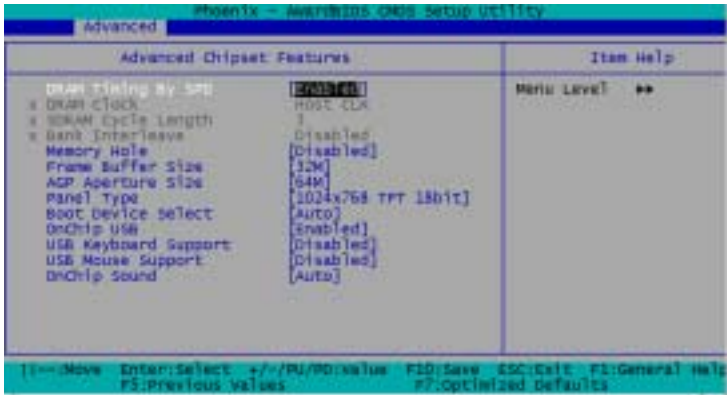 Phoenix - AwardBIOS CMOS Setup Utility
Advanced
Advanced Chipset Features
Item Help
DRAM Timing By SPD [Enabled]
x DRAM Clock Host CLK
x SDRAM Cycle Length 3
x Bank Interleave Disabled
Memory Hole [Disabled]
Frame Buffer Size [32M]
AGP Aperture Size [64M]
Panel Type [1024x768 TFT 18bit]
Boot Device Select [Auto]
OnChip USB [Enabled]
USB Keyboard Support [Disabled]
USB Mouse Support [Disabled]
OnChip Sound [Auto]
Menu Level ▸▸
:Move Enter:Select +/-/PU/PD:Value F10:Save ESC:Exit F1:General Help
F5:Previous Values F7:Optimized Defaults